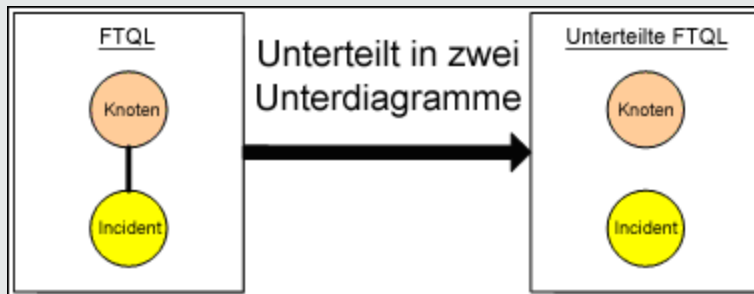 FTQL
Knoten
Incident
Unterteilt in zwei
Unterdiagramme
Unterteilte FTQL
Knoten
Incident